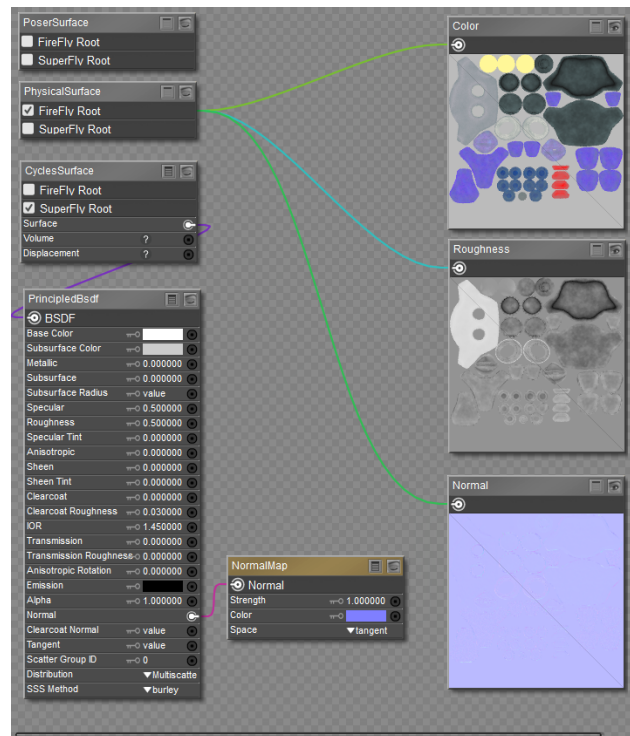 PoserSurface
FireFly Root
SuperFly Root
PhysicalSurface
FireFly Root
SuperFly Root
CyclesSurface
FireFly Root
SuperFly Root
Surface
Volume ?
Displacement ?
PrincipledBsdf
BSDF
Base Color
Subsurface Color
Metallic 0.000000
Subsurface 0.000000
Subsurface Radius value
Specular 0.500000
Roughness 0.500000
Specular Tint 0.000000
Anisotropic 0.000000
Sheen 0.000000
Sheen Tint 0.000000
Clearcoat 0.000000
Clearcoat Roughness 0.030000
IOR 1.450000
Transmission 0.000000
Transmission Roughness 0.000000
Anisotropic Rotation 0.000000
Emission
Alpha 1.000000
Normal
Clearcoat Normal value
Tangent value
Scatter Group ID 0
Distribution Multiscatte
SSS Method burley
NormalMap
Normal
Strength 1.000000
Color
Space tangent
Color
Roughness
Normal